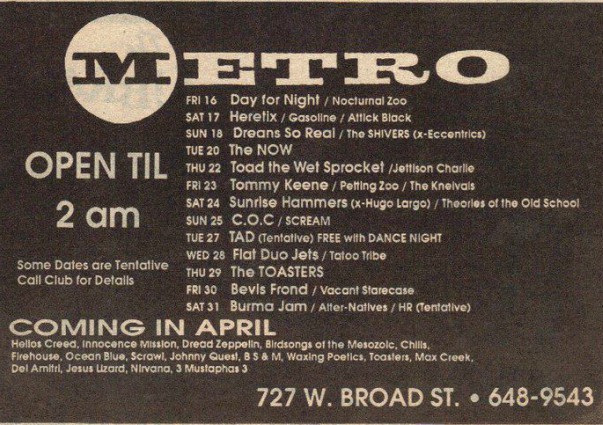 METRO
FRI 16 Day for Night / Nocturnal Zoo
SAT 17 Heretix / Gasoline / Attick Black
SUN 18 Dreans So Real / The SHIVERS (x-Eccentrics)
TUE 20 The NOW
THU 22 Toad the Wet Sprocket /Jettison Charlie
FRI 23 Tommy Keene / Petting Zoo / The Kneivals
SAT 24 Sunrise Hammers (x-Hugo Largo) / Theories of the Old School
SUN 25 C.O.C / SCREAM
TUE 27 TAD (Tentative) FREE with DANCE NIGHT
WED 28 Flat Duo Jets / Tatoo Tribe
THU 29 The TOASTERS
FRI 30 Bevis Frond / Vacant Starecase
SAT 31 Burma Jam / Alter-Natives / HR (Tentative)
OPEN TIL
2 am
Some Dates are Tentative
Call Club for Details
COMING IN APRIL
Helios Creed, Innocence Mission, Dread Zeppelin, Birdsongs of the Mesozoic, Chills,
Firehouse, Ocean Blue, Scrawl, Johnny Quest, B S & M, Waxing Poetics, Toasters, Max Creek,
Del Amitri, Jesus Lizard, Nirvana, 3 Mustaphas 3
727 W. BROAD ST. • 648-9543